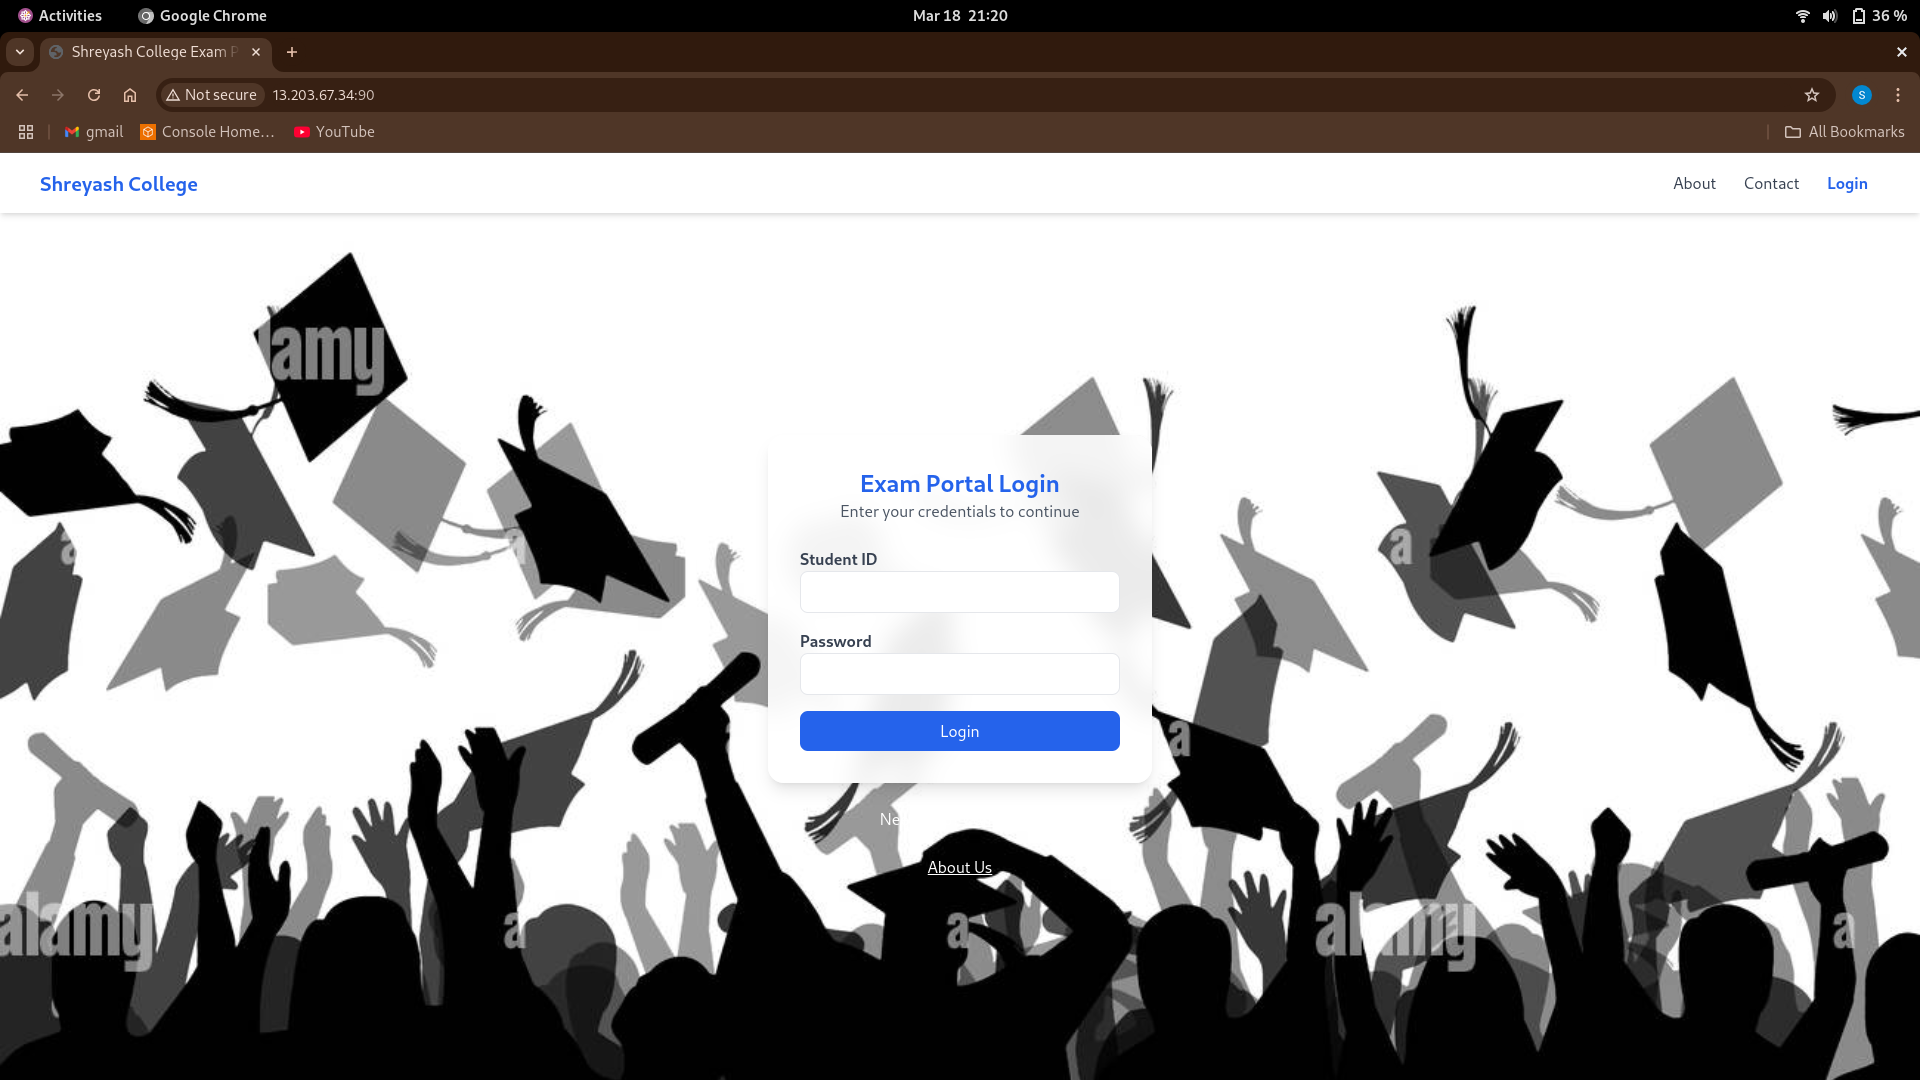 Activities
Google Chrome
Mar 18 21:20
36 %
Shreyash College Exam P
Not secure
13.203.67.34:90
S
gmail
Console Home...
YouTube
All Bookmarks
Shreyash College
About
Contact
Login
lamy
a
a
a
Exam Portal Login
Enter your credentials to continue
Student ID
Password
Login
a
Ne
About Us
alamy
a
a
alamy
a